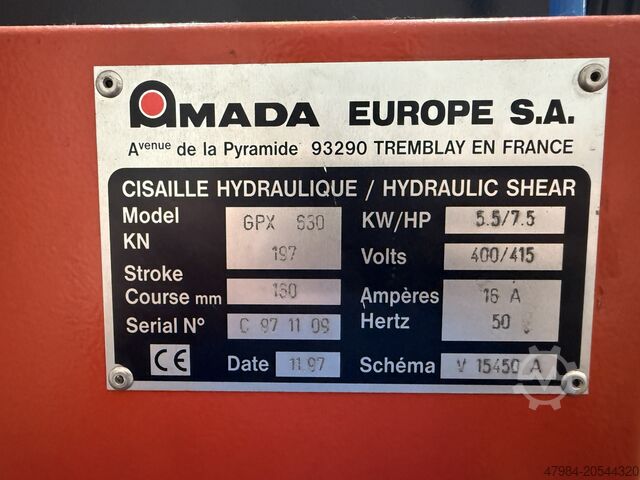 AMADA EUROPE S.A.
Avenue de la Pyramide 93290 TREMBLAY EN FRANCE
CISAILLE HYDRAULIQUE / HYDRAULIC SHEAR
Model GPX 630 KW/HP 5.5/7.5
KN 197 Volts 400/415
Stroke
Course mm 160 Ampères 16 A
Hertz 50
Serial Nº C 97 11 09
CE Date 11.97 Schéma V 15450 A
47984-20544320